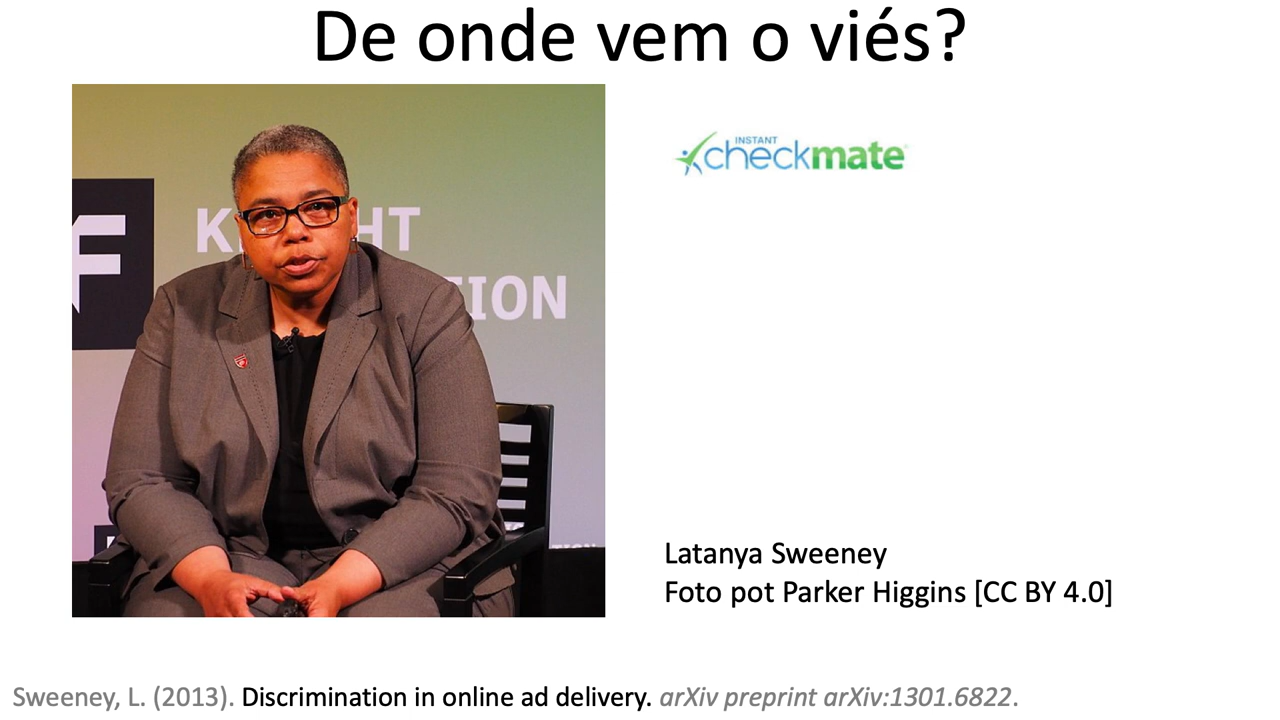 De onde vem o viés?
INSTANT
checkmate
Latanya Sweeney
Foto pot Parker Higgins [CC BY 4.0]
Sweeney, L. (2013). Discrimination in online ad delivery. arXiv preprint arXiv:1301.6822.